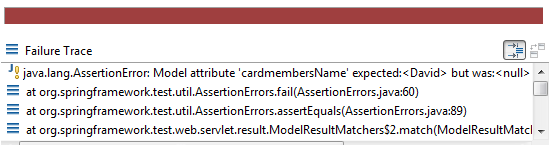 Failure Trace
java.lang.AssertionError: Model attribute 'cardmembersName' expected:<David> but was:<null>
at org.springframework.test.util.AssertionErrors.fail(AssertionErrors.java:60)
at org.springframework.test.util.AssertionErrors.assertEquals(AssertionErrors.java:89)
at org.springframework.test.web.servlet.result.ModelResultMatchers$2.match(ModelResultMatch